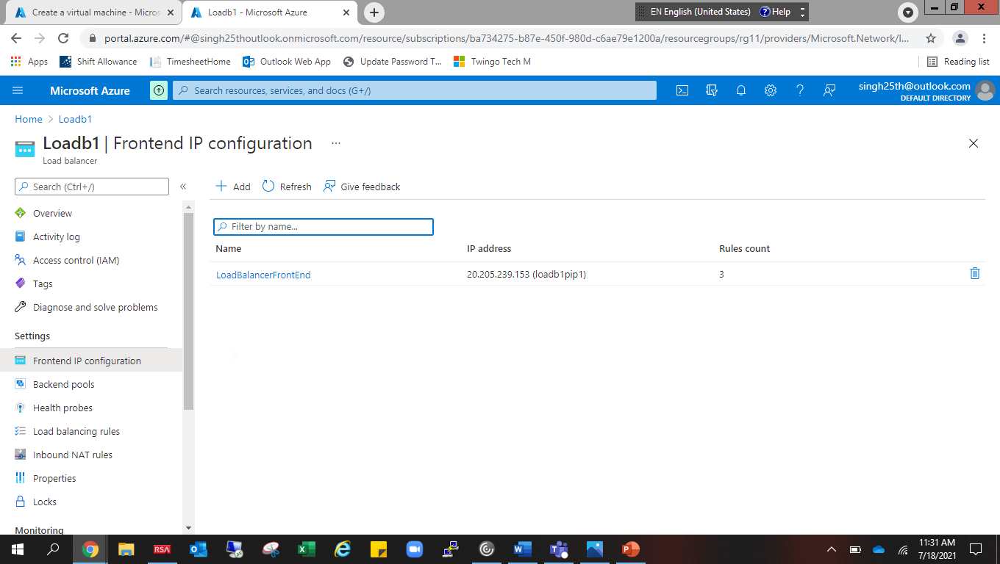 Create a virtual machine - Micros
Loadb1 - Microsoft Azure
EN English (United States)
Help
portal.azure.com/#@singh25thoutlook.onmicrosoft.com/resource/subscriptions/ba734275-b87e-450f-980d-c6ae79e1200a/resourcegroups/rg11/providers/Microsoft.Network/l...
Apps
Shift Allowance
TimesheetHome
Outlook Web App
Update Password T...
Twingo Tech M
Reading list
Microsoft Azure
Search resources, services, and docs (G+/)
singh25th@outlook.com
DEFAULT DIRECTORY
Home > Loadb1
Loadb1 | Frontend IP configuration ...
Load balancer
Search (Ctrl+/)
«
Add
Refresh
Give feedback
Overview
Activity log
Access control (IAM)
Tags
Diagnose and solve problems
Settings
Frontend IP configuration
Backend pools
Health probes
Load balancing rules
Inbound NAT rules
Properties
Locks
Monitoring
Filter by name...
Name IP address Rules count
LoadBalancerFrontEnd 20.205.239.153 (loadb1pip1) 3
RSA
11:31 AM
7/18/2021